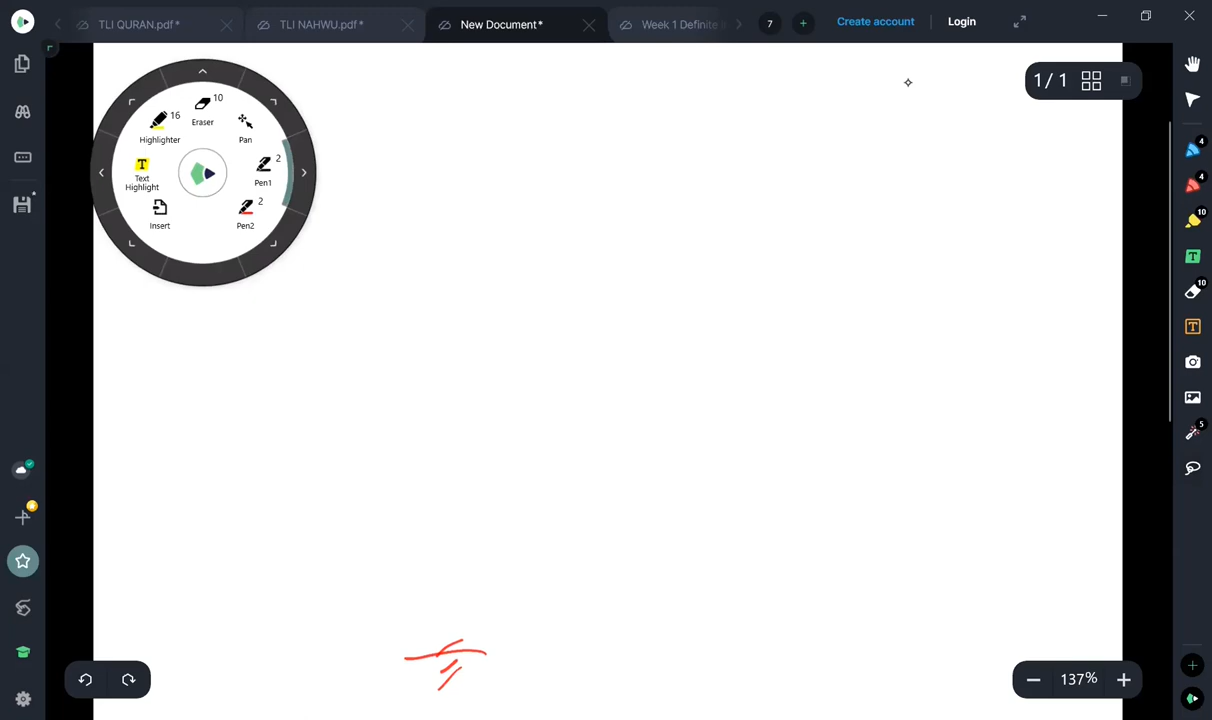 TLI QURAN.pdf*
TLI NAHWU.pdf*
New Document*
Week 1 Definite
7
Create account
Login
1 / 1
10
Eraser
16
Highlighter
Pan
T
Text
Highlight
2
Pen1
Insert
2
Pen2
4
4
10
T
10
T
5
137%